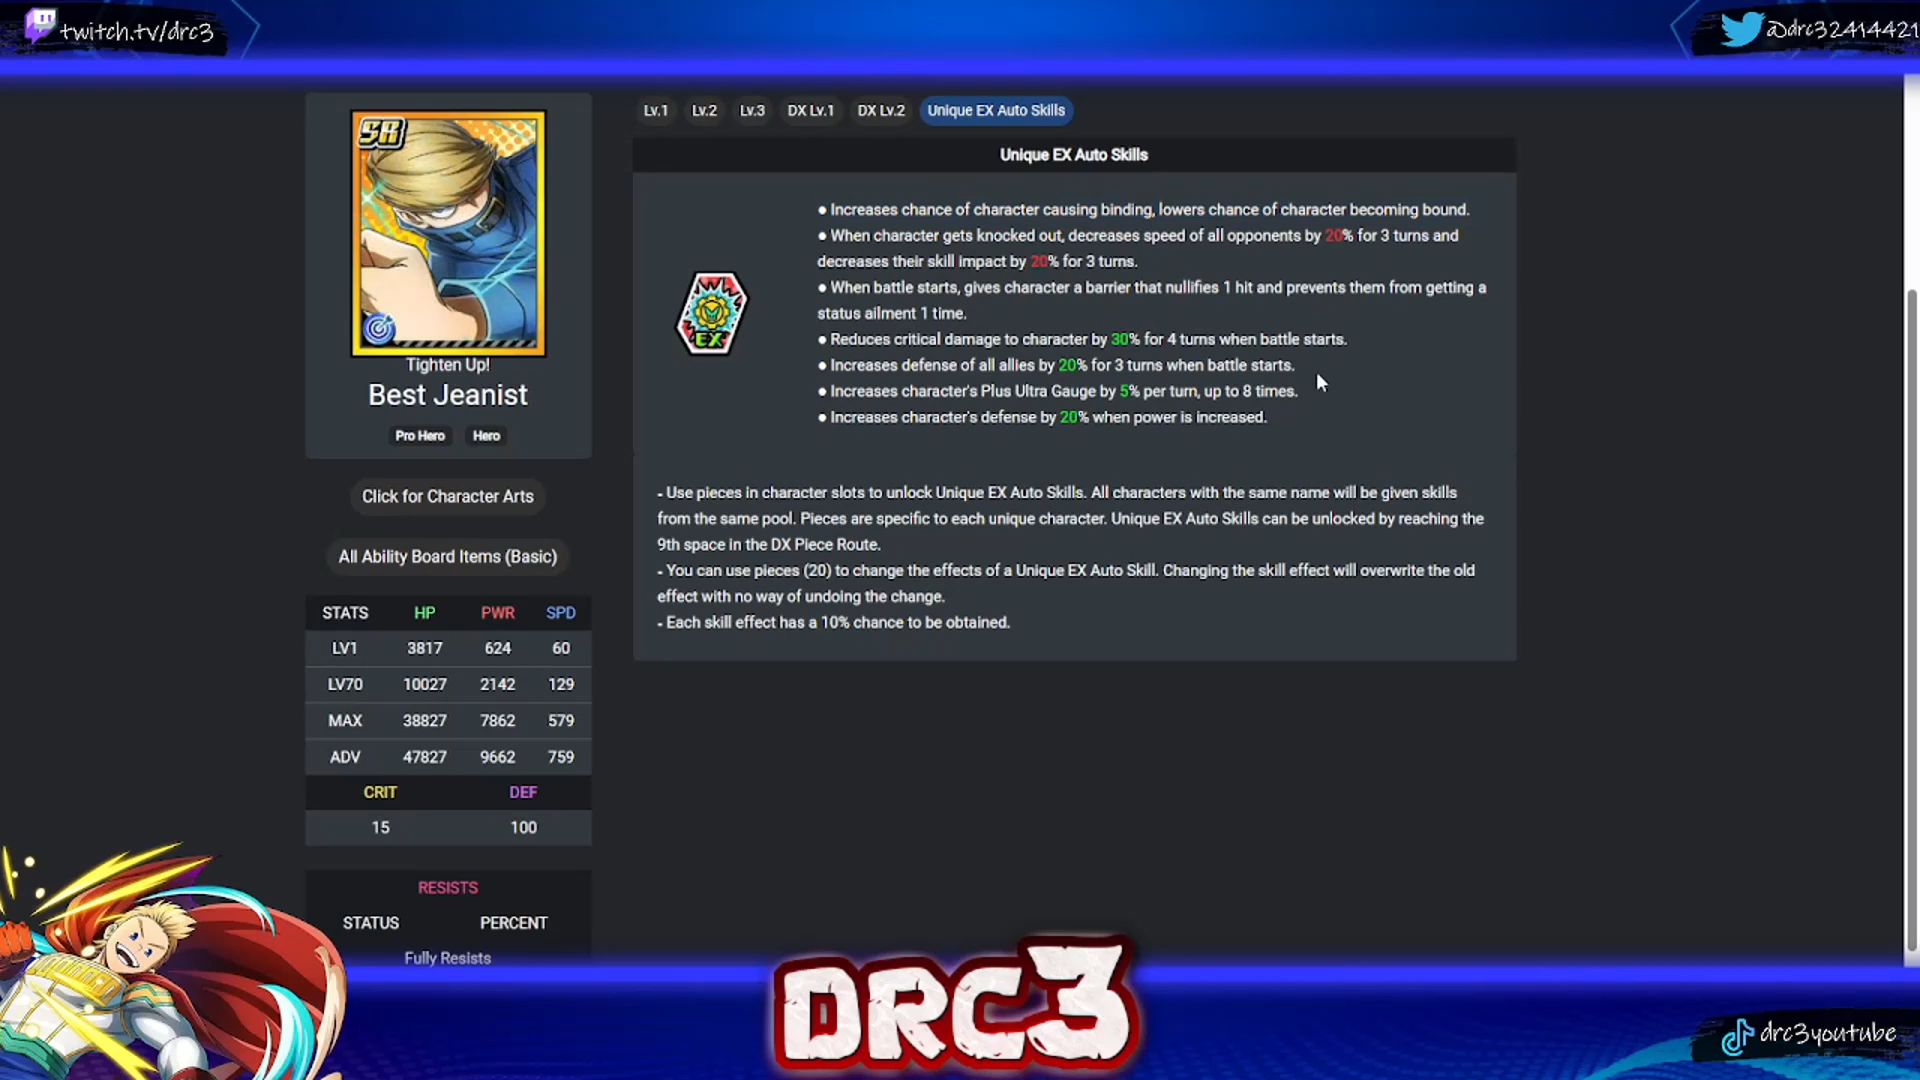 twitch.tv/drc3
@drc32414421
Lv.1 Lv.2 Lv.3 DX Lv.1 DX Lv.2 Unique EX Auto Skills
SR
Tighten Up!
Best Jeanist
Pro Hero Hero
Click for Character Arts
All Ability Board Items (Basic)
STATS HP PWR SPD
LV1 3817 624 60
LV70 10027 2142 129
MAX 38827 7862 579
ADV 47827 9662 759
CRIT DEF
15 100
RESISTS
STATUS PERCENT
Fully Resists
Unique EX Auto Skills
EX
● Increases chance of character causing binding, lowers chance of character becoming bound.
● When character gets knocked out, decreases speed of all opponents by 20% for 3 turns and
decreases their skill impact by 20% for 3 turns.
● When battle starts, gives character a barrier that nullifies 1 hit and prevents them from getting a
status ailment 1 time.
● Reduces critical damage to character by 30% for 4 turns when battle starts.
● Increases defense of all allies by 20% for 3 turns when battle starts.
● Increases character's Plus Ultra Gauge by 5% per turn, up to 8 times.
● Increases character's defense by 20% when power is increased.
- Use pieces in character slots to unlock Unique EX Auto Skills. All characters with the same name will be given skills
from the same pool. Pieces are specific to each unique character. Unique EX Auto Skills can be unlocked by reaching the
9th space in the DX Piece Route.
- You can use pieces (20) to change the effects of a Unique EX Auto Skill. Changing the skill effect will overwrite the old
effect with no way of undoing the change.
- Each skill effect has a 10% chance to be obtained.
DRC3
drc3youtube